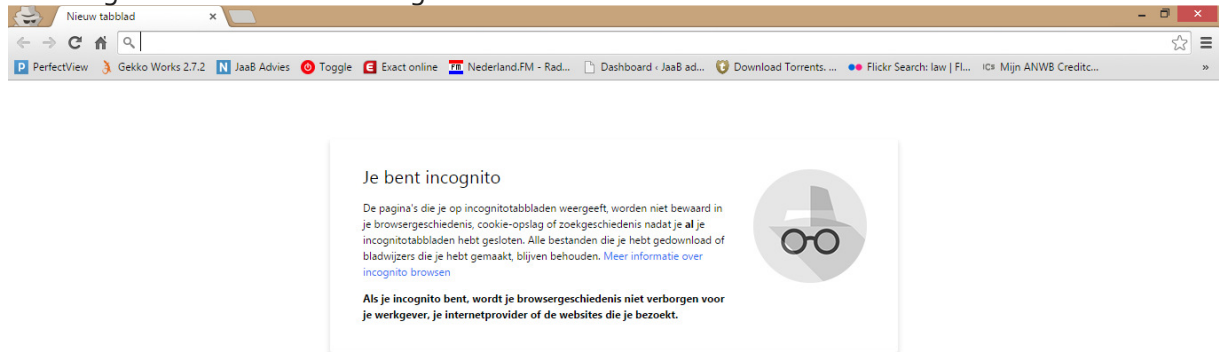 Nieuw tabblad
PerfectView Gekko Works 2.7.2 N JaaB Advies Toggle Exact online FM Nederland.FM - Rad... Dashboard ‹ JaaB ad... Download Torrents. ... Flickr Search: law | Fl... ICS Mijn ANWB Creditc... »
Je bent incognito
De pagina's die je op incognitotabbladen weergeeft, worden niet bewaard in
je browsergeschiedenis, cookie-opslag of zoekgeschiedenis nadat je al je
incognitotabbladen hebt gesloten. Alle bestanden die je hebt gedownload of
bladwijzers die je hebt gemaakt, blijven behouden. Meer informatie over
incognito browsen
Als je incognito bent, wordt je browsergeschiedenis niet verborgen voor
je werkgever, je internetprovider of de websites die je bezoekt.